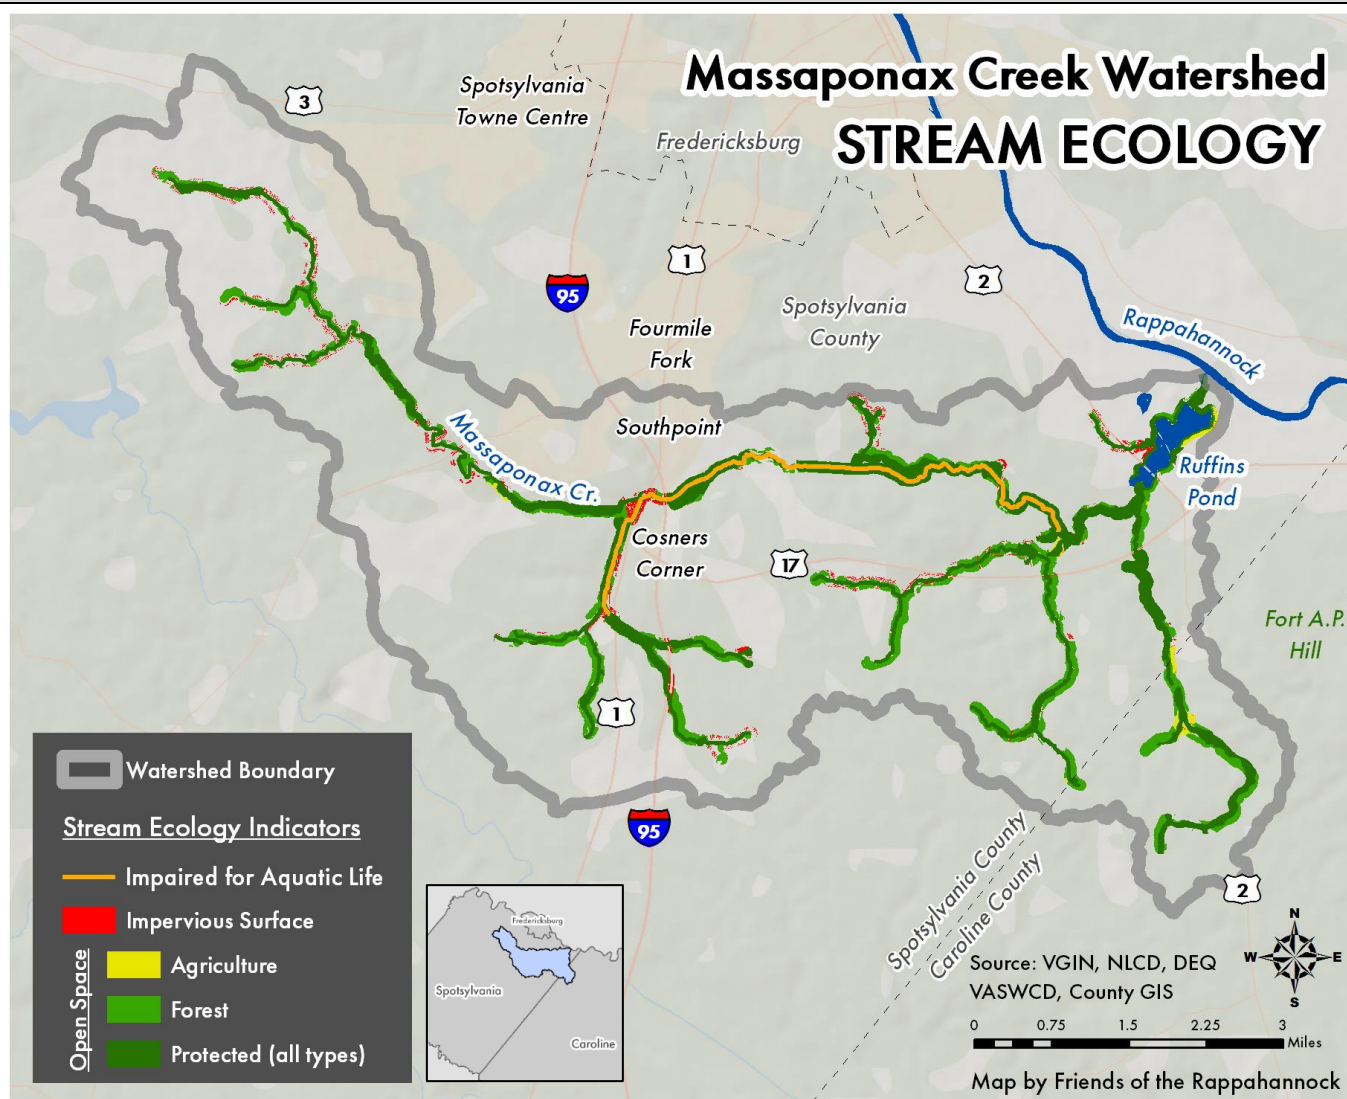 Massaponax Creek Watershed
STREAM ECOLOGY
3
Spotsylvania
Towne Centre
Fredericksburg
1
95
2
Spotsylvania
County
Fourmile
Fork
Rappahannock
Southpoint
Massaponax Cr.
Ruffins
Pond
Cosners
Corner
17
Fort A.P.
Hill
1
95
Spotsylvania County
Caroline County
2
Watershed Boundary
Stream Ecology Indicators
Impaired for Aquatic Life
Impervious Surface
Open Space
Agriculture
Forest
Protected (all types)
Fredericksburg
Spotsylvania
Caroline
N
W
E
S
Source: VGIN, NLCD, DEQ
VASWCD, County GIS
0 0.75 1.5 2.25 3
Miles
Map by Friends of the Rappahannock